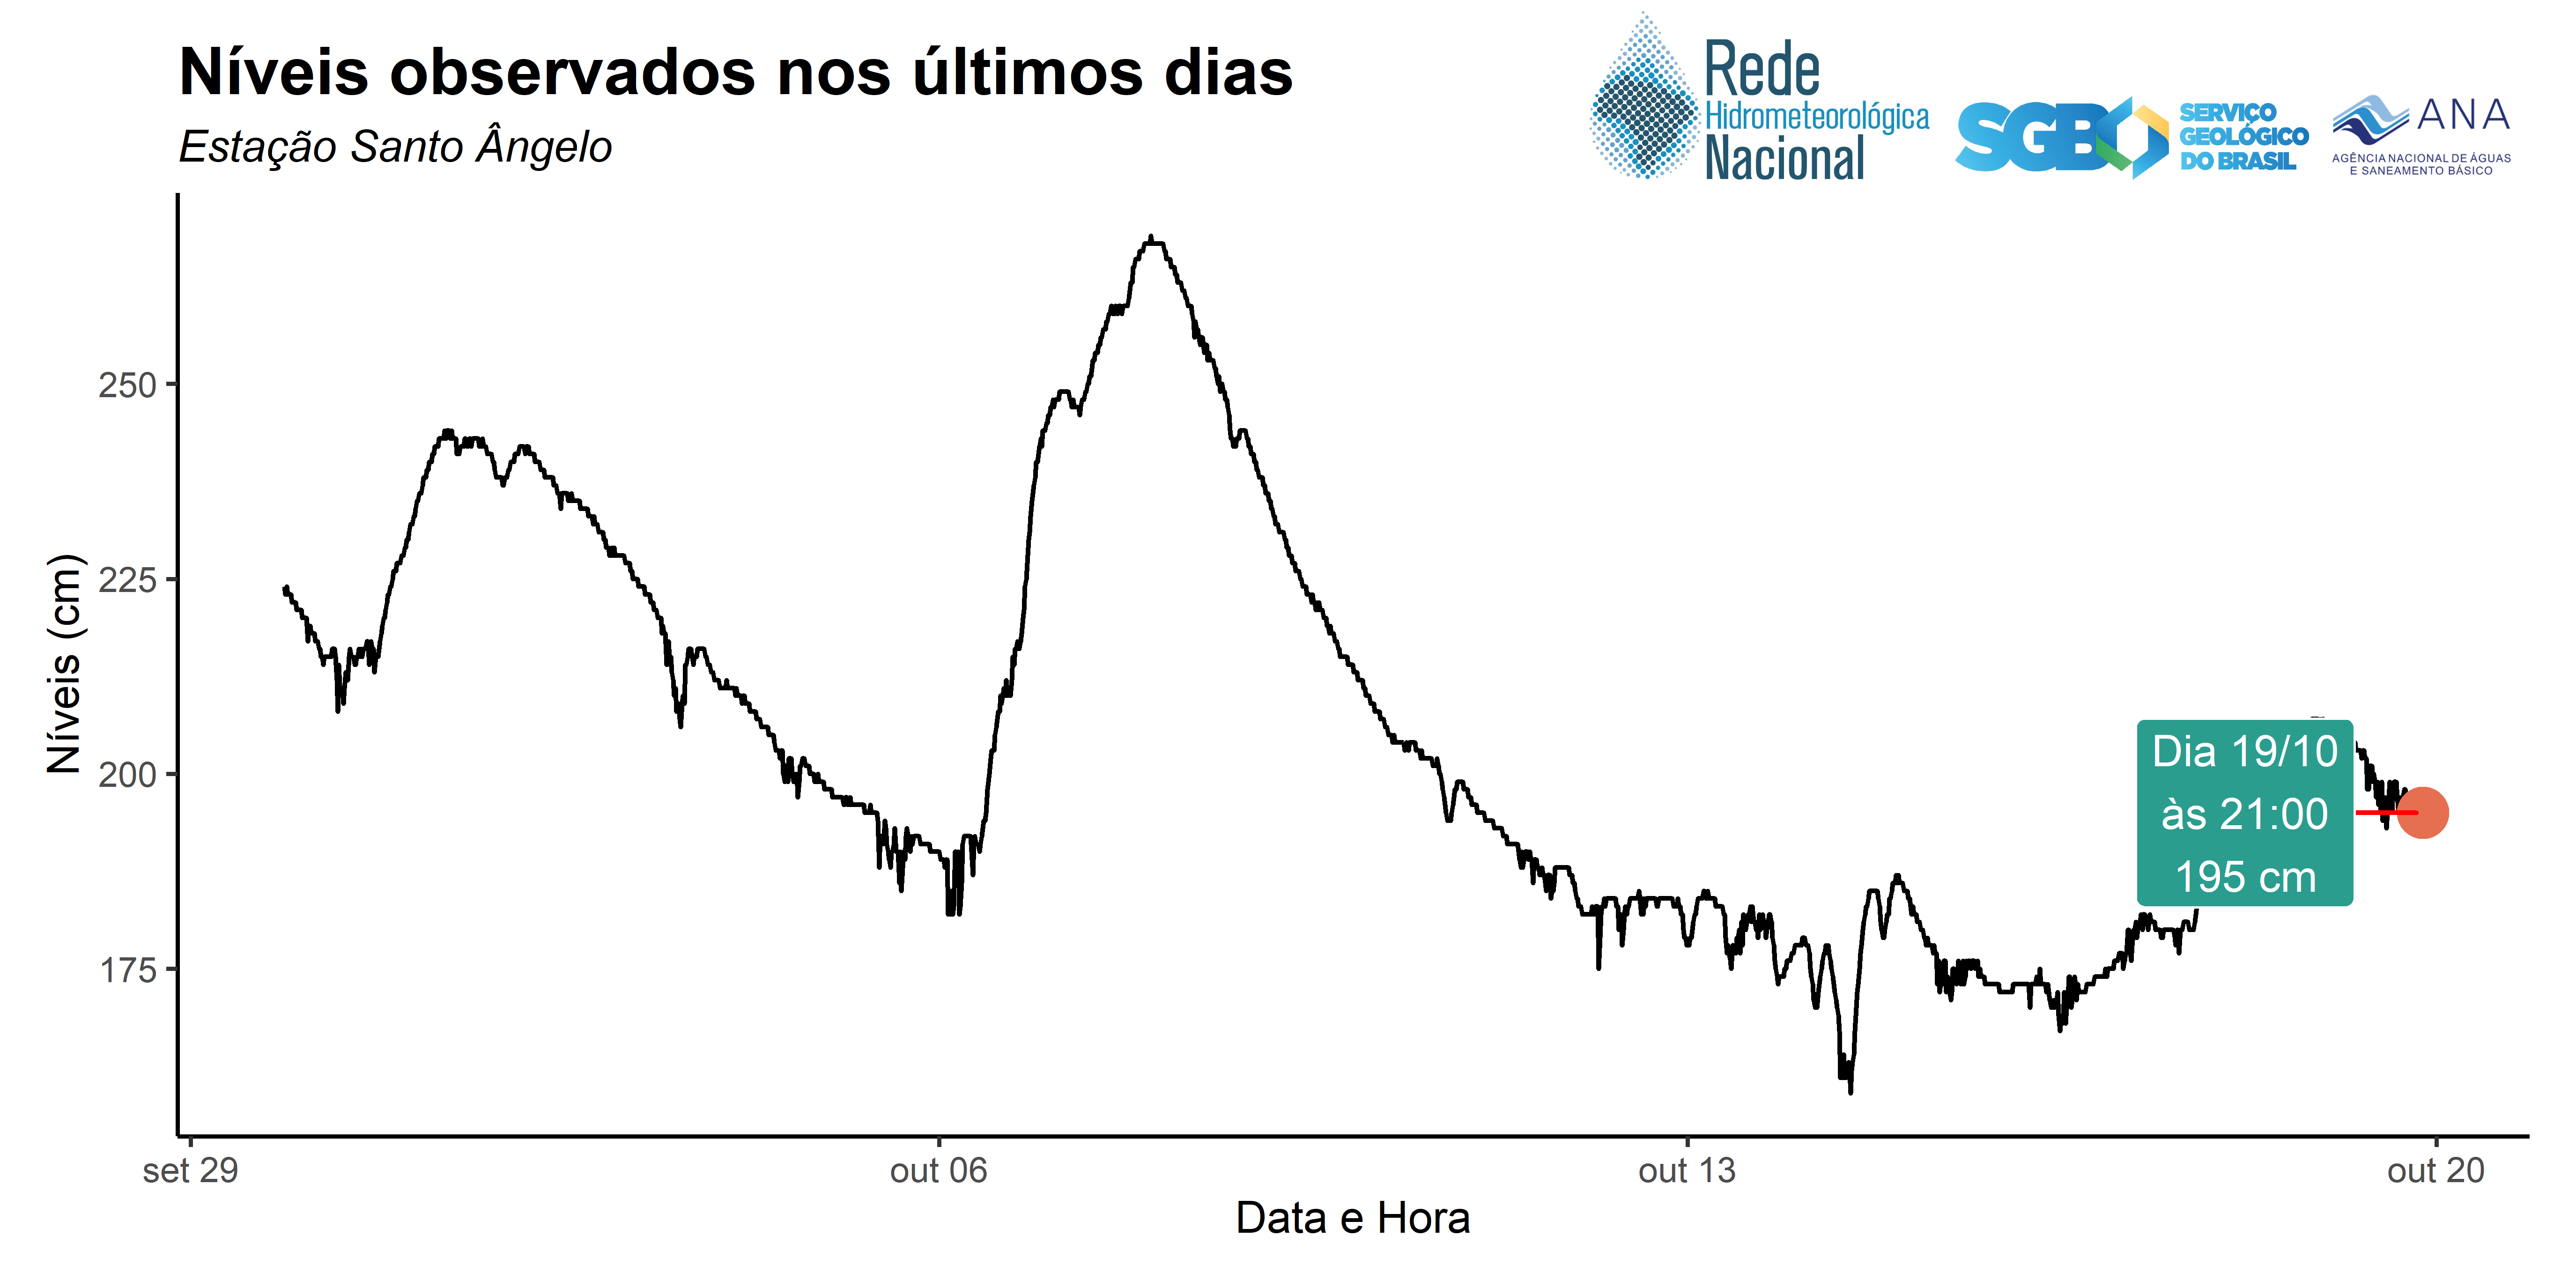 Níveis observados nos últimos dias
Estação Santo Ângelo
Rede
Hidrometeorológica
Nacional
SGB
SERVIÇO
GEOLÓGICO
DO BRASIL
ANA
AGÊNCIA NACIONAL DE ÁGUAS
E SANEAMENTO BÁSICO
Níveis (cm)
250
225
200
175
Dia 19/10
às 21:00
195 cm
set 29
out 06
out 13
out 20
Data e Hora